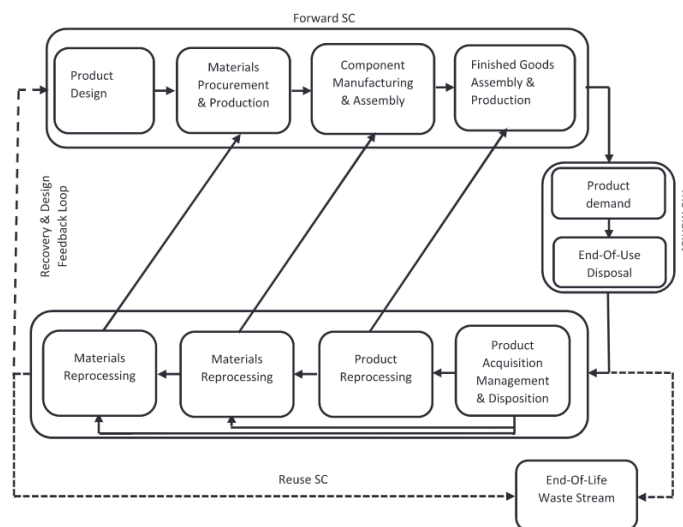 Forward SC
Product
Design
Materials
Procurement
& Production
Component
Manufacturing
& Assembly
Finished Goods
Assembly &
Production
Product
demand
End-Of-Use
Disposal
Recovery & Design
Feedback Loop
Materials
Reprocessing
Materials
Reprocessing
Product
Reprocessing
Product
Acquisition
Management
& Disposition
Reuse SC
End-Of-Life
Waste Stream